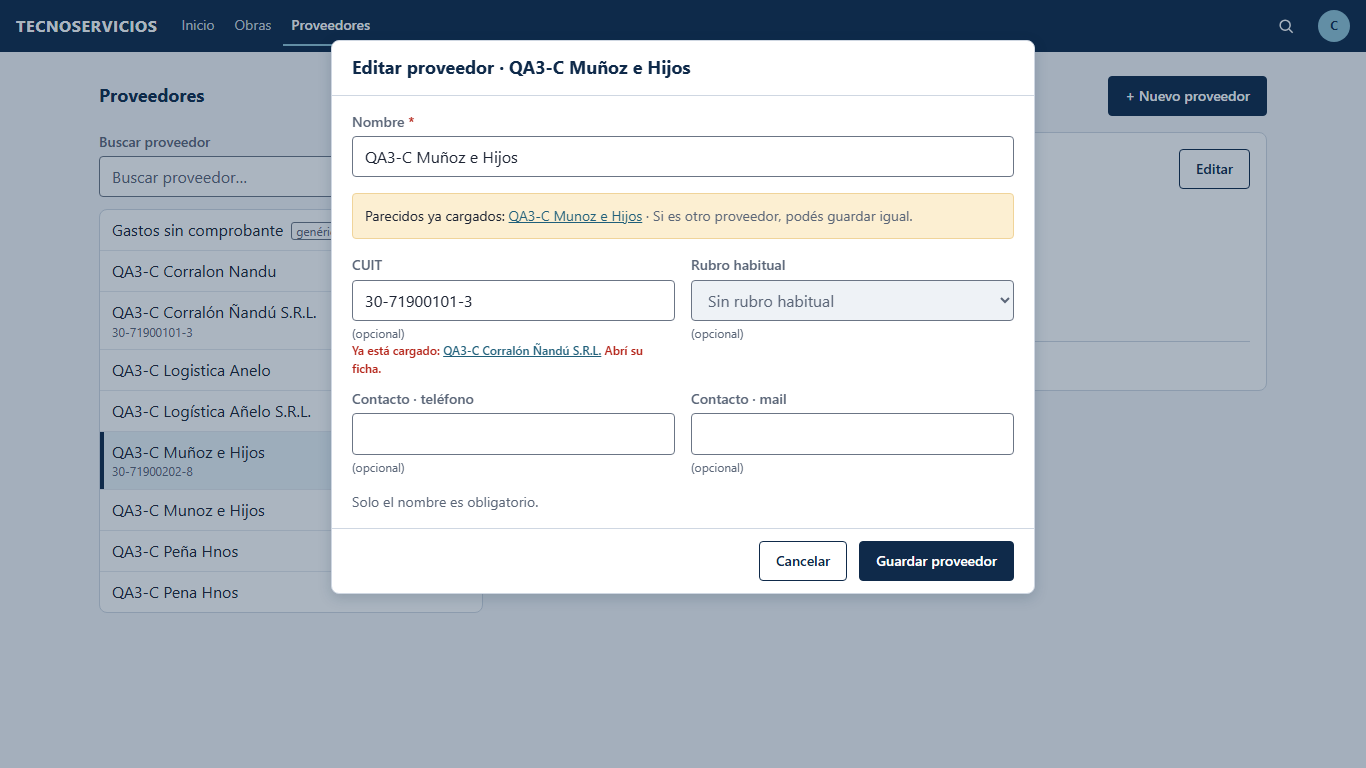 TECNOSERVICIOS Inicio Obras Proveedores C
Proveedores
+ Nuevo proveedor
Buscar proveedor
Buscar proveedor...
Gastos sin comprobante
QA3-C Corralon Nandu
QA3-C Corralón Ñandú S.R.L.
30-71900101-3
QA3-C Logistica Anelo
QA3-C Logística Añelo S.R.L.
QA3-C Muñoz e Hijos
30-71900202-8
QA3-C Munoz e Hijos
QA3-C Peña Hnos
QA3-C Pena Hnos
Editar
Editar proveedor · QA3-C Muñoz e Hijos
Nombre *
QA3-C Muñoz e Hijos
Parecidos ya cargados: QA3-C Munoz e Hijos · Si es otro proveedor, podés guardar igual.
CUIT
30-71900101-3
(opcional)
Ya está cargado: QA3-C Corralón Ñandú S.R.L. Abrí su
ficha.
Rubro habitual
Sin rubro habitual
(opcional)
Contacto · teléfono
(opcional)
Contacto · mail
(opcional)
Solo el nombre es obligatorio.
Cancelar
Guardar proveedor